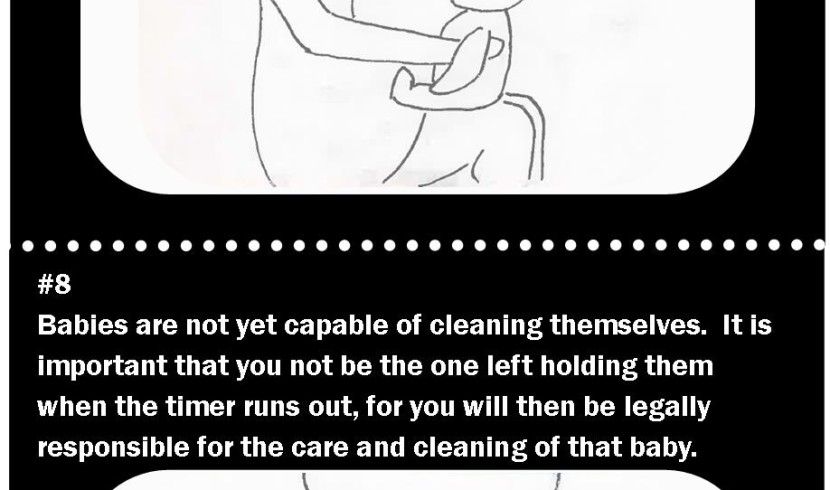 #8
Babies are not yet capable of cleaning themselves.  It is
important that you not be the one left holding them
when the timer runs out, for you will then be legally
responsible for the care and cleaning of that baby.